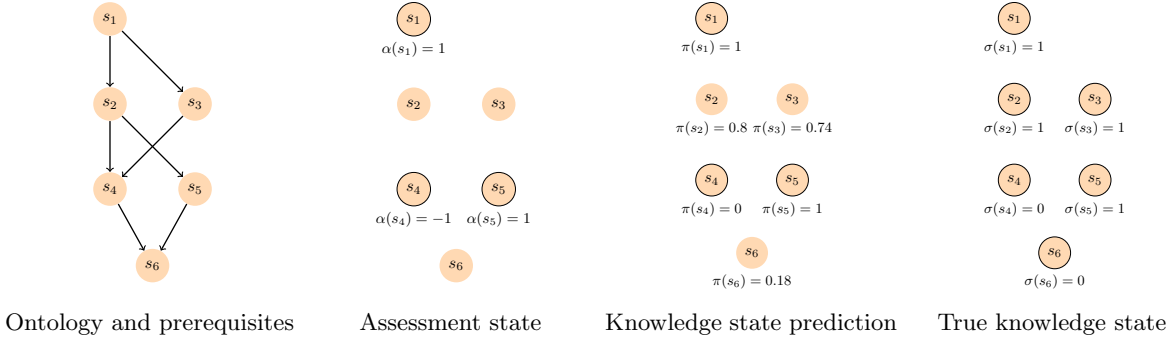 s₁
s₂ s₃
s₄ s₅
s₆
Ontology and prerequisites
s₁
α(s₁) = 1
s₂ s₃
s₄ s₅
α(s₄) = −1 α(s₅) = 1
s₆
Assessment state
s₁
π(s₁) = 1
s₂ s₃
π(s₂) = 0.8 π(s₃) = 0.74
s₄ s₅
π(s₄) = 0 π(s₅) = 1
s₆
π(s₆) = 0.18
Knowledge state prediction
s₁
σ(s₁) = 1
s₂ s₃
σ(s₂) = 1 σ(s₃) = 1
s₄ s₅
σ(s₄) = 0 σ(s₅) = 1
s₆
σ(s₆) = 0
True knowledge state